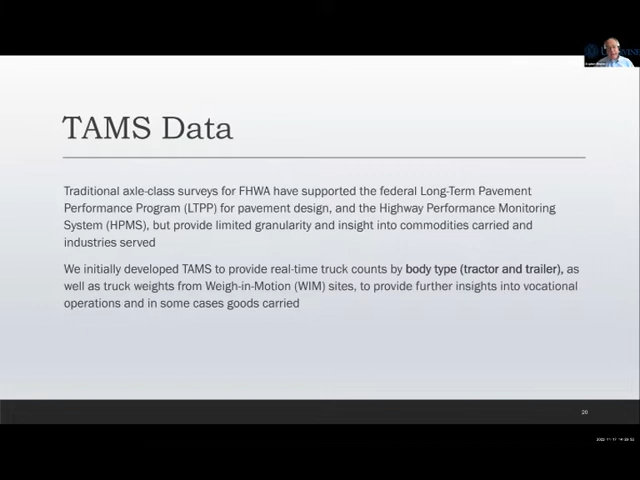 TAMS Data
Traditional axle-class surveys for FHWA have supported the federal Long-Term Pavement
Performance Program (LTPP) for pavement design, and the Highway Performance Monitoring
System (HPMS), but provide limited granularity and insight into commodities carried and
industries served
We initially developed TAMS to provide real-time truck counts by body type (tractor and trailer), as
well as truck weights from Weigh-in-Motion (WIM) sites, to provide further insights into vocational
operations and in some cases goods carried
20